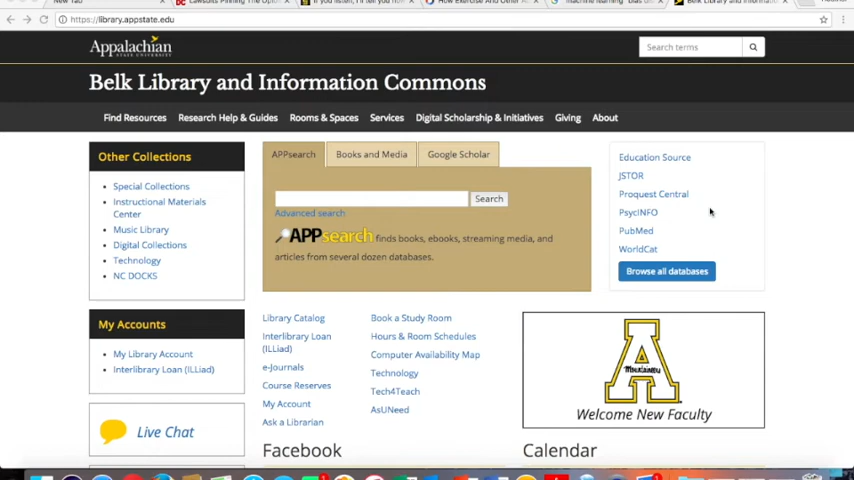 New Tab
https://library.appstate.edu
Appalachian
STATE UNIVERSITY
Search terms
Belk Library and Information Commons
Find Resources Research Help & Guides Rooms & Spaces Services Digital Scholarship & Initiatives Giving About
Other Collections
Special Collections
Instructional Materials
Center
Music Library
Digital Collections
Technology
NC DOCKS
My Accounts
My Library Account
Interlibrary Loan (ILLiad)
Live Chat
APPsearch Books and Media Google Scholar
Search
Advanced search
APPsearch finds books, ebooks, streaming media, and
articles from several dozen databases.
Library Catalog
Interlibrary Loan
(ILLiad)
e-Journals
Course Reserves
My Account
Ask a Librarian
Book a Study Room
Hours & Room Schedules
Computer Availability Map
Technology
Tech4Teach
AsUNeed
Education Source
JSTOR
Proquest Central
PsycINFO
PubMed
WorldCat
Browse all databases
Mountaineers
Welcome New Faculty
Facebook
Calendar